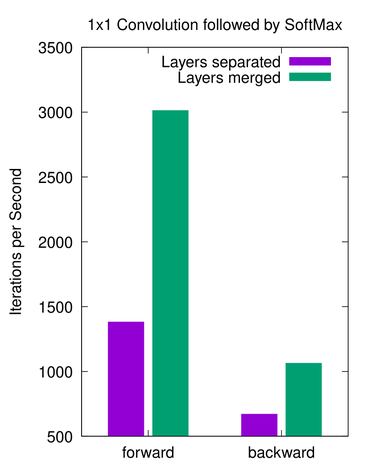 1x1 Convolution followed by SoftMax
3500
3000
2500
2000
1500
1000
500
Iterations per Second
Layers separated
Layers merged
forward
backward